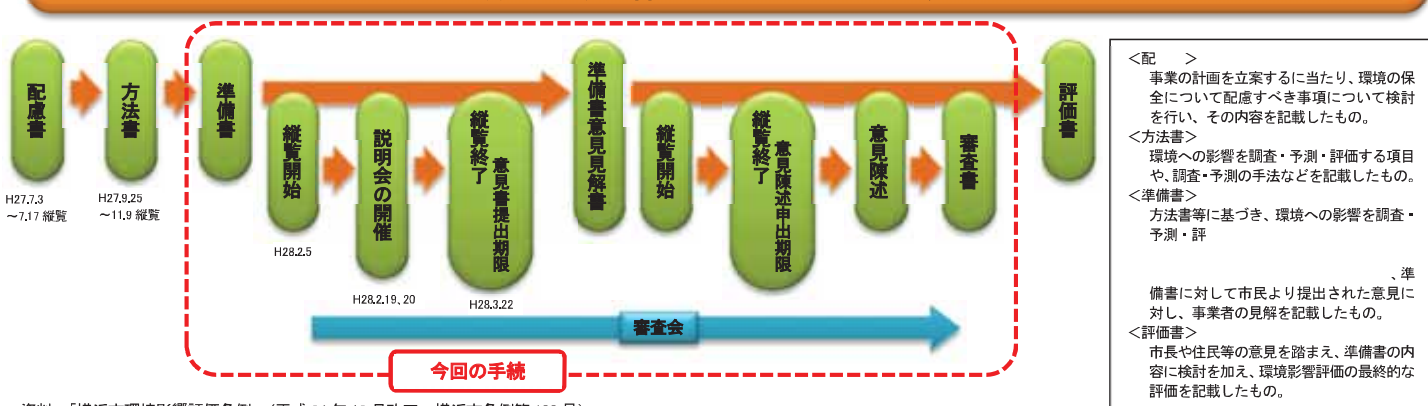 配慮書
H27.7.3
～7.17 縦覧
方法書
H27.9.25
～11.9 縦覧
準備書
縦覧開始
H28.2.5
説明会の開催
H28.2.19、20
縦覧終了
意見書提出期限
H28.3.22
準備書意見見解書
縦覧開始
縦覧終了
意見陳述申出期限
意見陳述
審査書
評価書
審査会
今回の手続
＜配　　＞
事業の計画を立案するに当たり、環境の保
全について配慮すべき事項について検討
を行い、その内容を記載したもの。
＜方法書＞
環境への影響を調査・予測・評価する項目
や、調査・予測の手法などを記載したもの。
＜準備書＞
方法書等に基づき、環境への影響を調査・
予測・評
、準
備書に対して市民より提出された意見に
対し、事業者の見解を記載したもの。
＜評価書＞
市長や住民等の意見を踏まえ、準備書の内
容に検討を加え、環境影響評価の最終的な
評価を記載したもの。